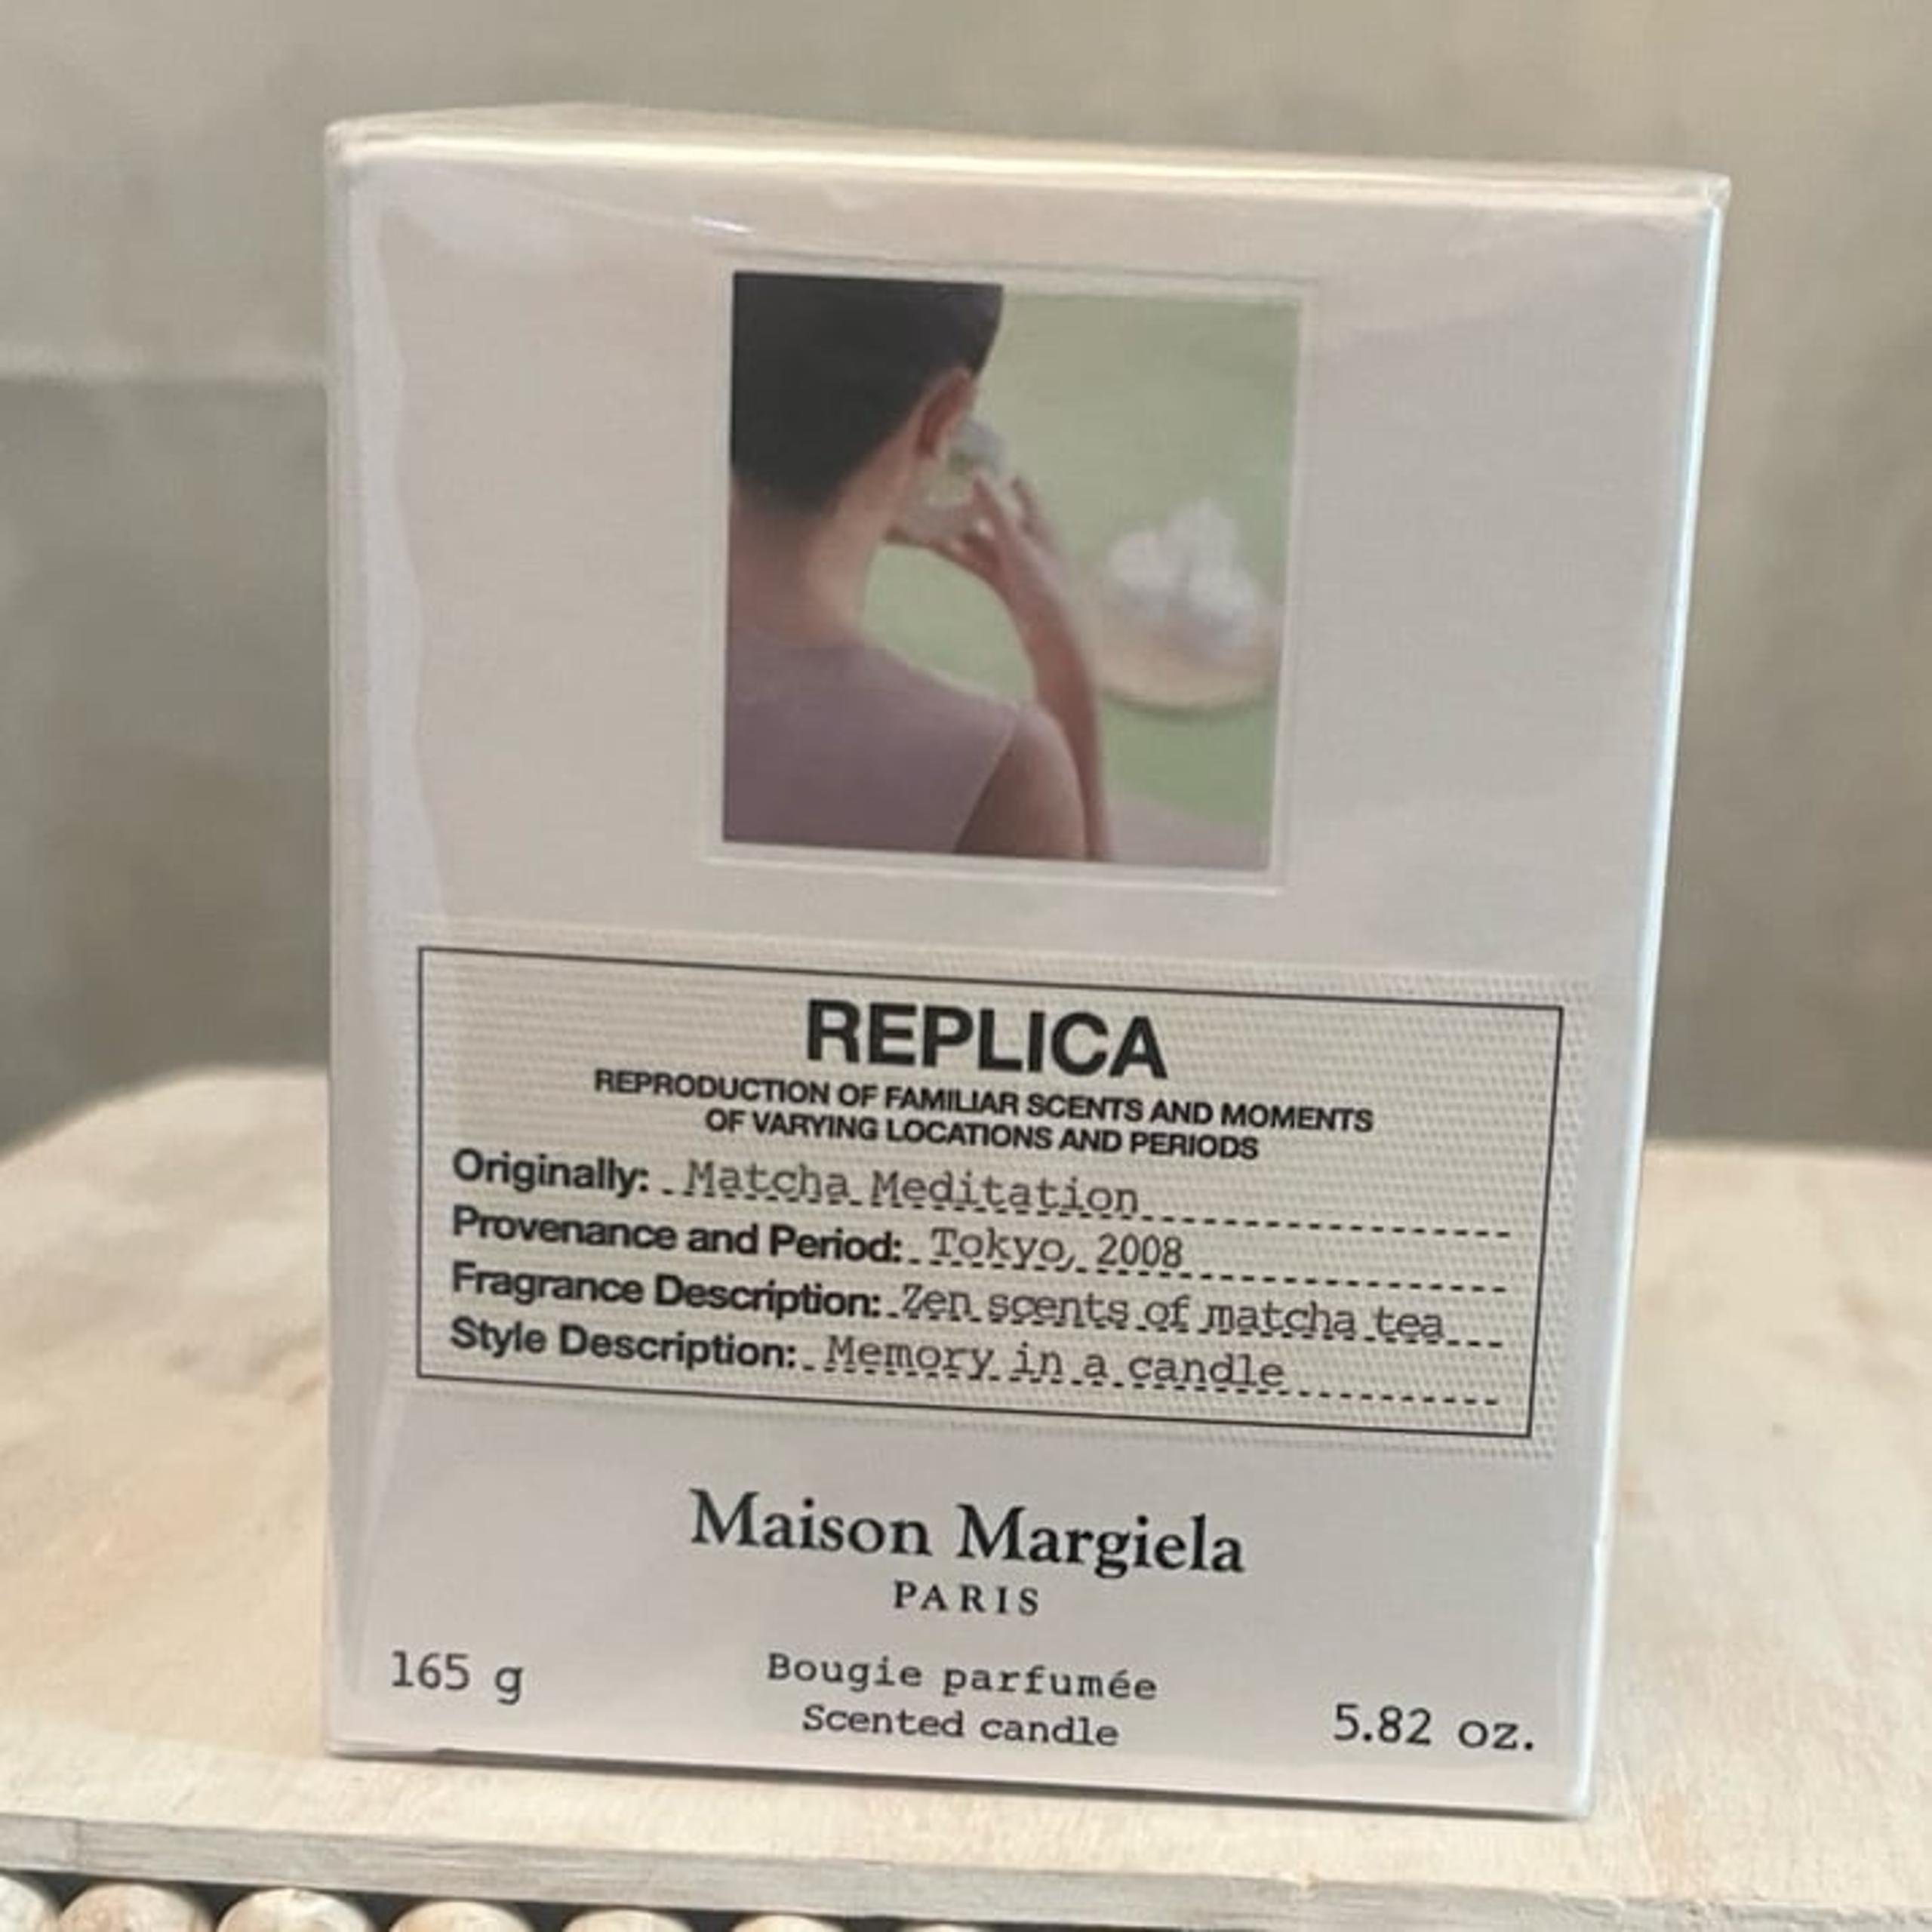 REPLICA
REPRODUCTION OF FAMILIAR SCENTS AND MOMENTS
OF VARYING LOCATIONS AND PERIODS
Originally: Matcha Meditation
Provenance and Period: Tokyo, 2008
Fragrance Description: Zen scents of matcha tea
Style Description: Memory in a candle
Maison Margiela
PARIS
165 g
Bougie parfumée
Scented candle
5.82 oz.